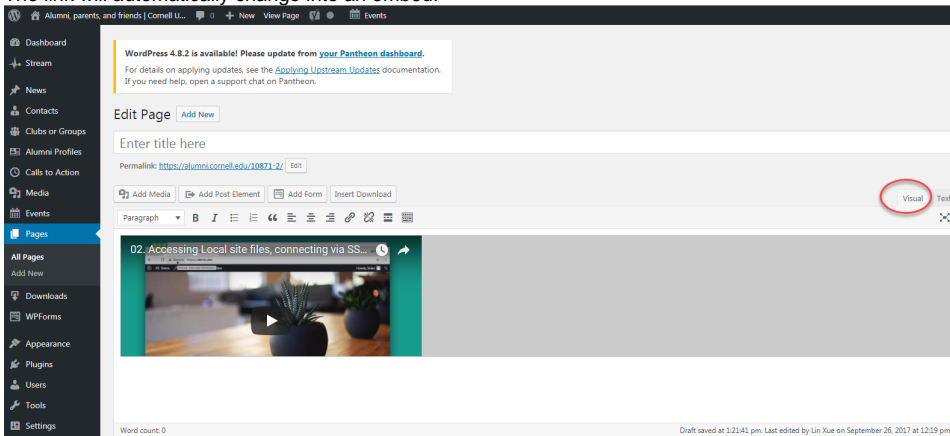 The link will automatically change into an embed.
Alumni, parents, and friends | Cornell U... 0 + New View Page Events
Dashboard
Stream
News
Contacts
Clubs or Groups
Alumni Profiles
Calls to Action
Media
Events
Pages
All Pages
Add New
Downloads
WPForms
Appearance
Plugins
Users
Tools
Settings
WordPress 4.8.2 is available! Please update from your Pantheon dashboard.
For details on applying updates, see the Applying Upstream Updates documentation.
If you need help, open a support chat on Pantheon.
Edit Page Add New
Enter title here
Permalink: https://alumni.cornell.edu/10871-2/ Edit
Add Media Add Post Element Add Form Insert Download
Visual Text
Paragraph B I
02. Accessing Local site files, connecting via SS...
Word count: 0
Draft saved at 1:21:41 pm. Last edited by Lin Xue on September 26, 2017 at 12:19 pm